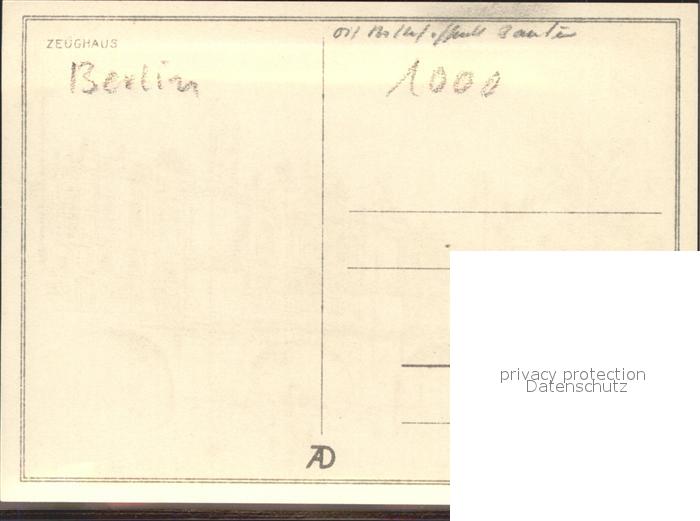 ZEUGHAUS
Berlin
1000
AD
privacy protection
Datenschutz